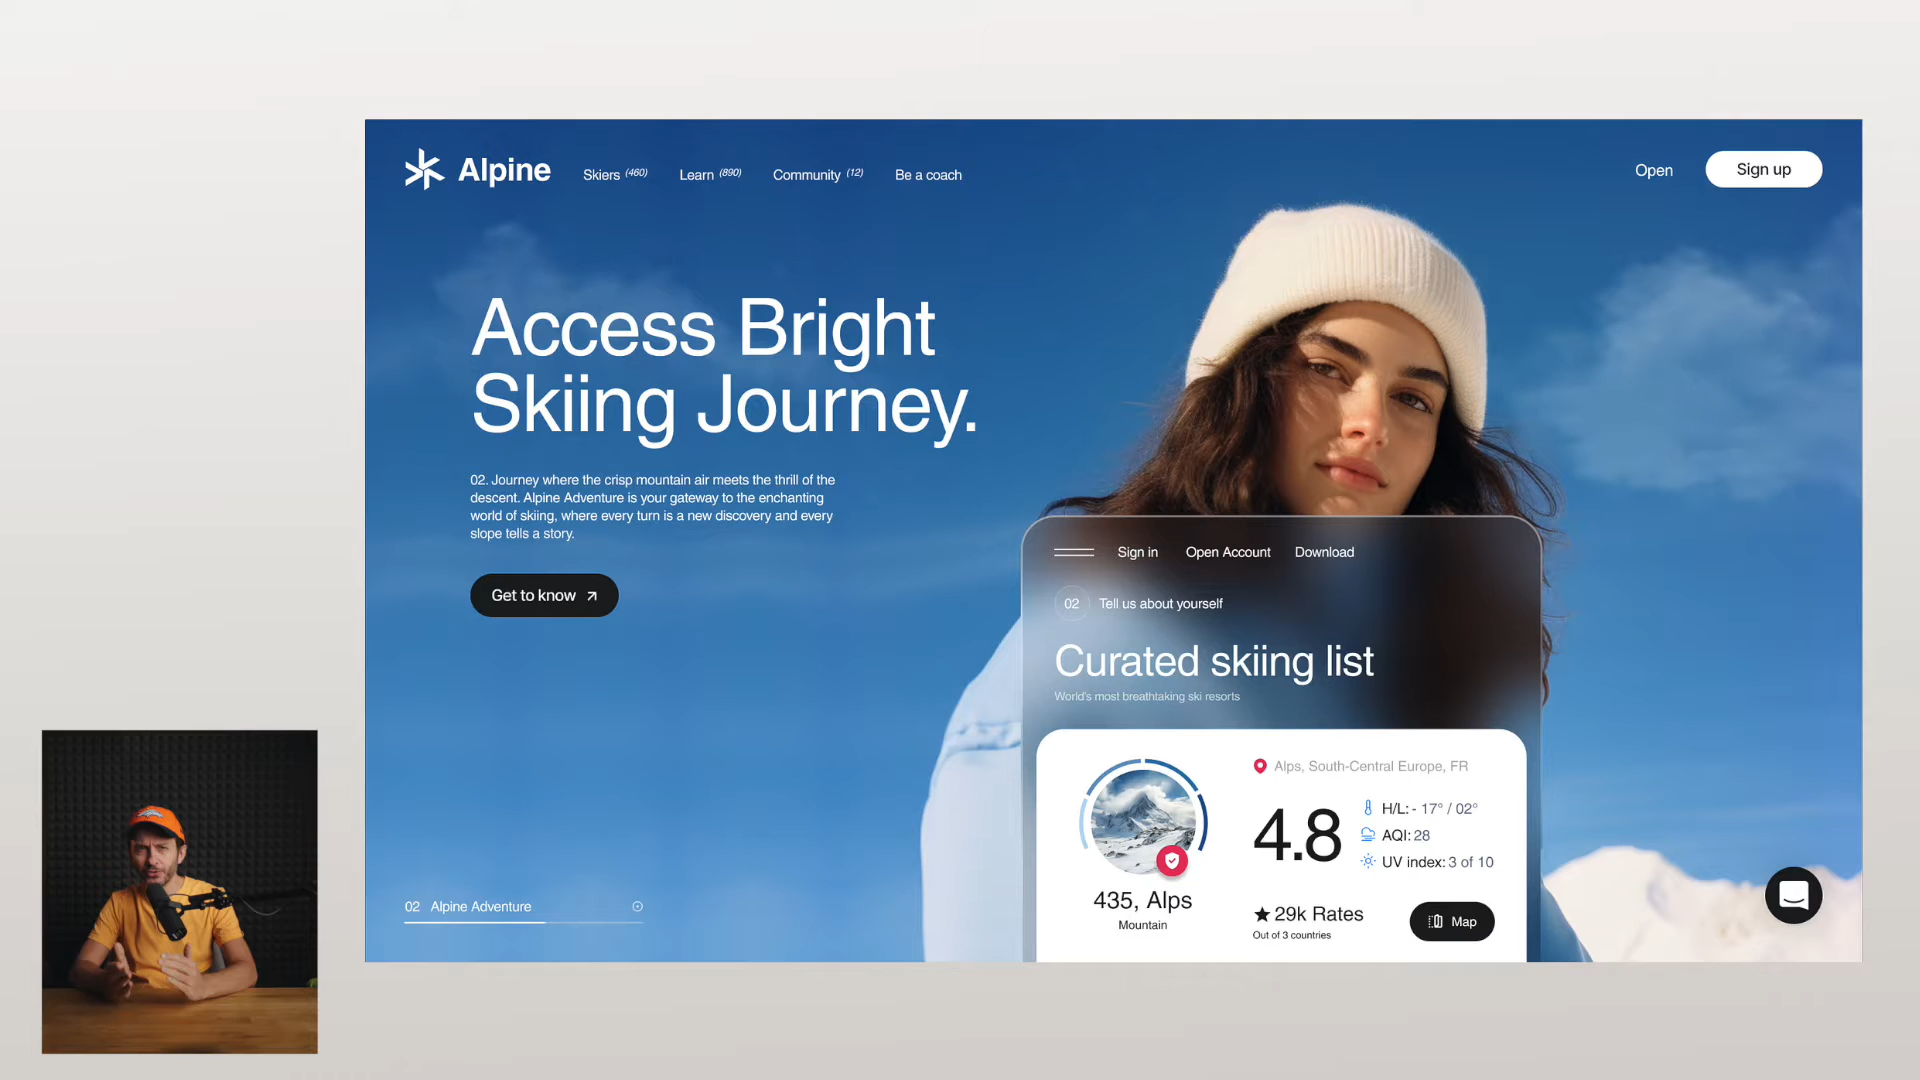 Alpine
Skiers (460)
Learn (890)
Community (12)
Be a coach
Open
Sign up
Access Bright
Skiing Journey.
02. Journey where the crisp mountain air meets the thrill of the
descent. Alpine Adventure is your gateway to the enchanting
world of skiing, where every turn is a new discovery and every
slope tells a story.
Get to know
02 Alpine Adventure
Sign in
Open Account
Download
02 Tell us about yourself
Curated skiing list
World's most breathtaking ski resorts
435, Alps
Mountain
Alps, South-Central Europe, FR
4.8
H/L: - 17° / 02°
AQI: 28
UV index: 3 of 10
29k Rates
Out of 3 countries
Map